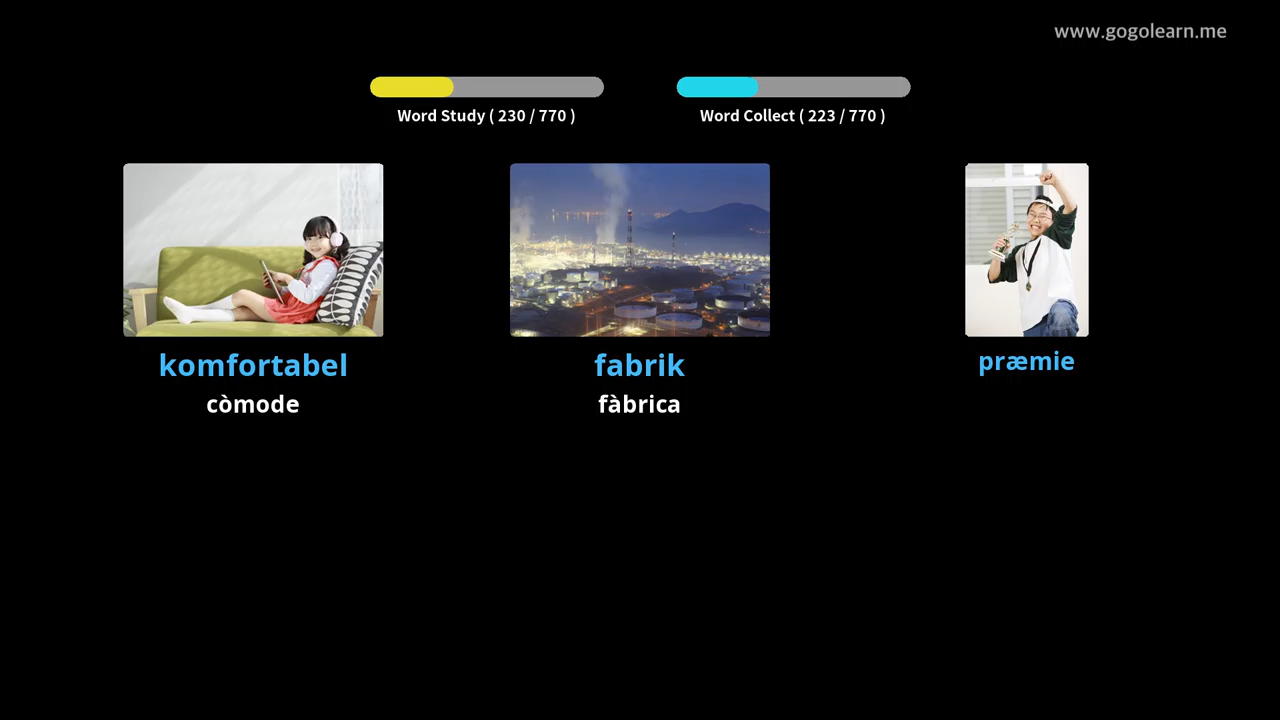 www.gogolearn.me
Word Study ( 230 / 770 )
Word Collect ( 223 / 770 )
komfortabel
còmode
fabrik
fàbrica
præmie